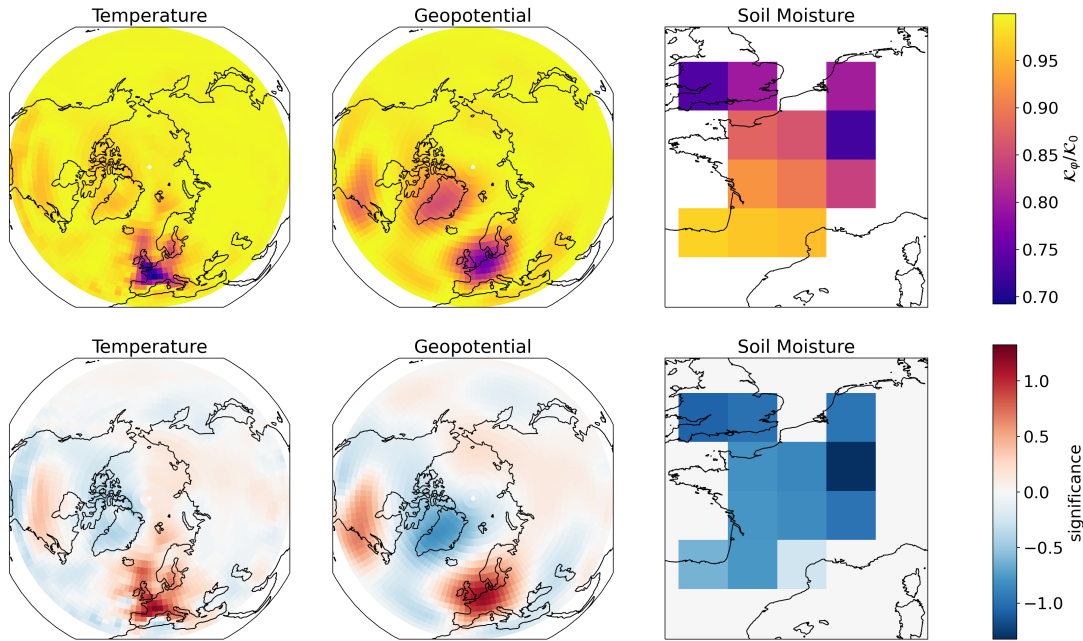 Temperature
Geopotential
Soil Moisture
0.95
0.90
0.85
0.80
0.75
0.70
𝒦φ/𝒦0
Temperature
Geopotential
Soil Moisture
1.0
0.5
0.0
−0.5
−1.0
significance